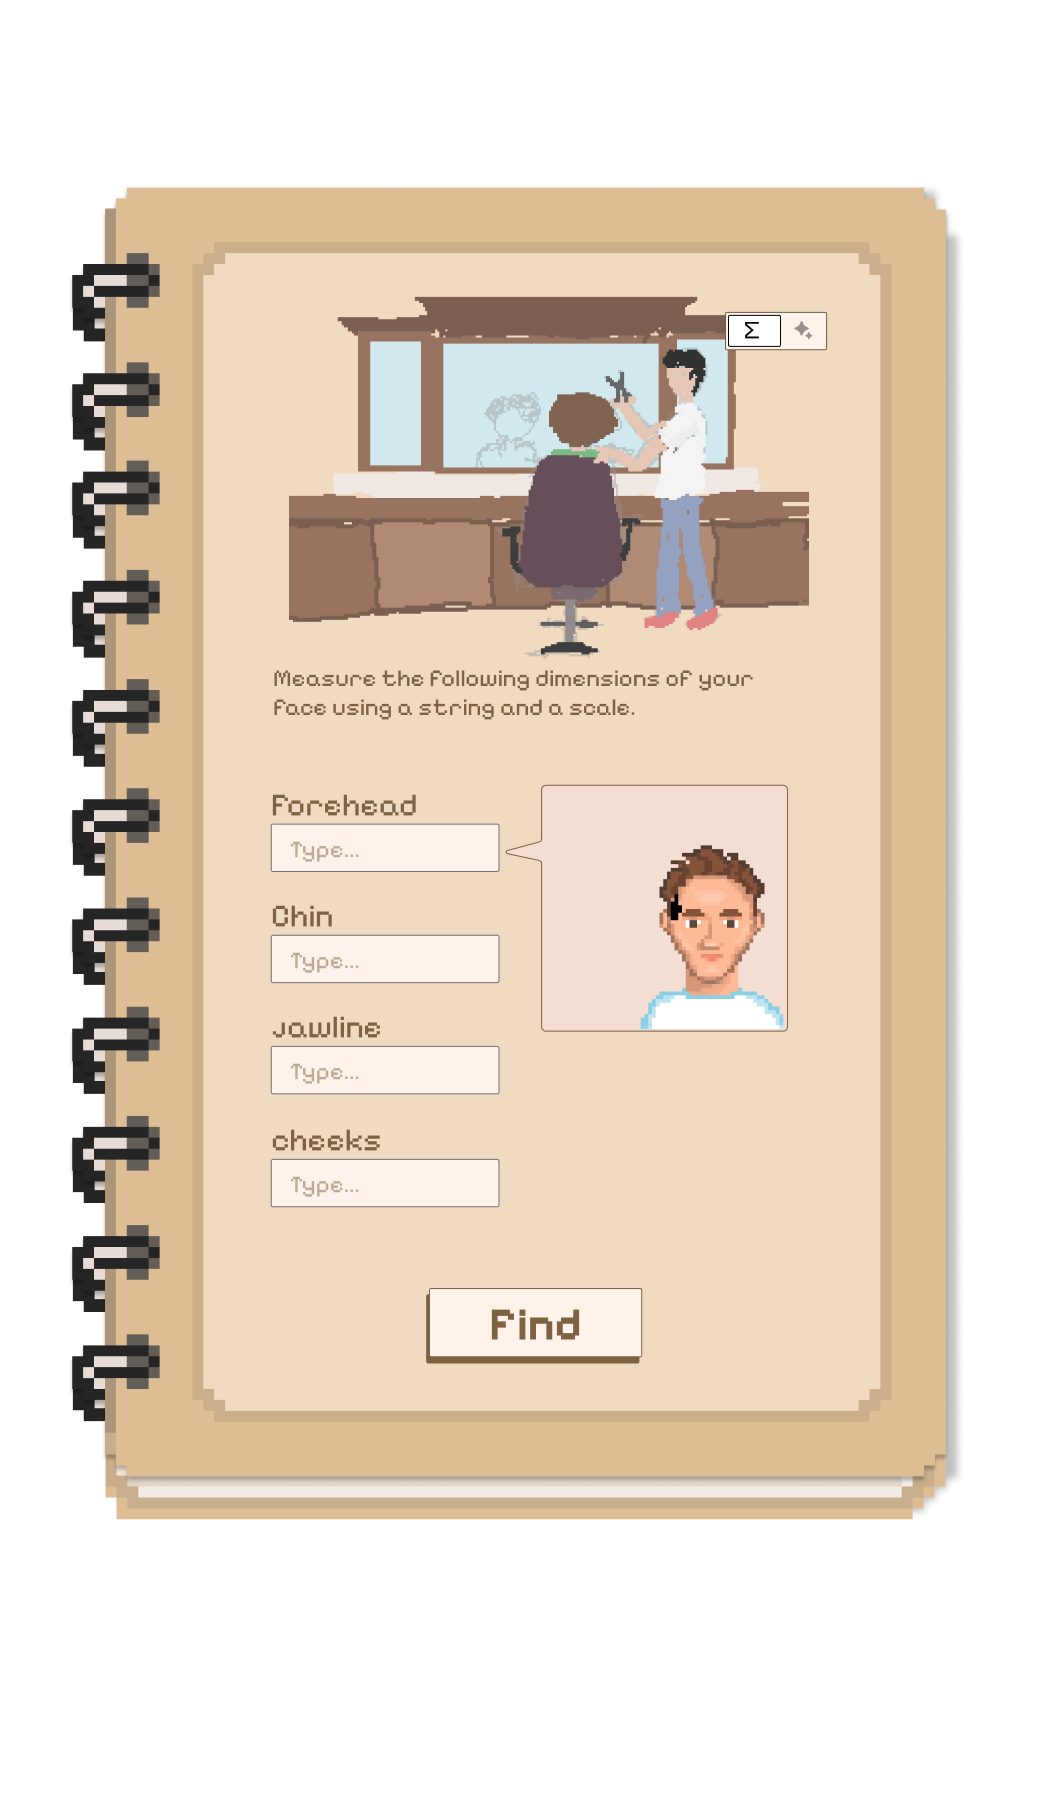 Σ
Measure the following dimensions of your
face using a string and a scale.
Forehead
Type...
Chin
Type...
Jawline
Type...
cheeks
Type...
Find